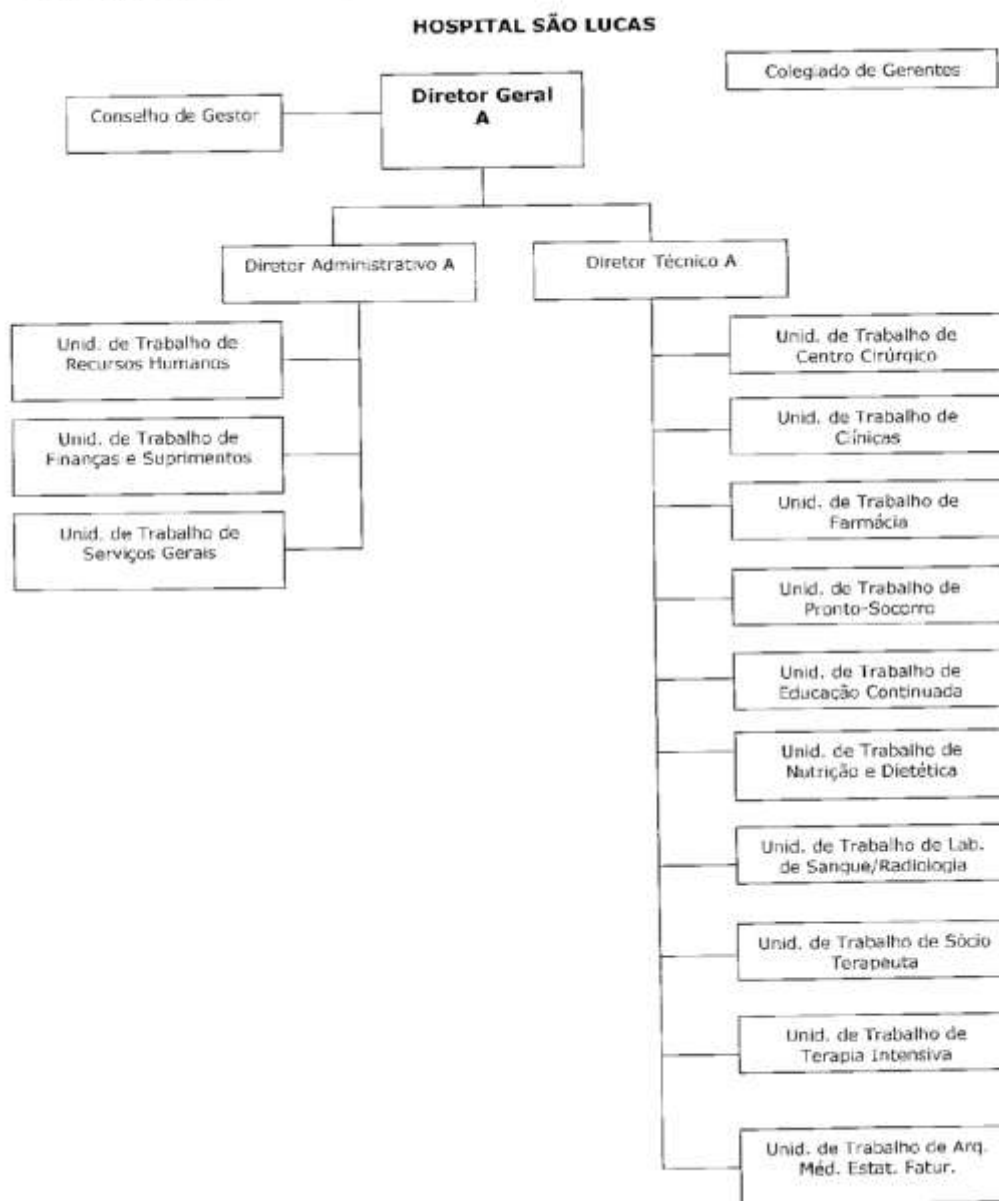 HOSPITAL SÃO LUCAS
Colegiado de Gerentes
Diretor Geral
A
Conselho de Gestor
Diretor Administrativo A
Diretor Técnico A
Unid. de Trabalho de
Recursos Humanos
Unid. de Trabalho de
Finanças e Suprimentos
Unid. de Trabalho de
Serviços Gerais
Unid. de Trabalho de
Centro Cirúrgico
Unid. de Trabalho de
Clínicas
Unid. de Trabalho de
Farmácia
Unid. de Trabalho de
Pronto-Socorro
Unid. de Trabalho de
Educação Continuada
Unid. de Trabalho de
Nutrição e Dietética
Unid. de Trabalho de Lab.
de Sangue/Radiologia
Unid. de Trabalho de Sócio
Terapeuta
Unid. de Trabalho de
Terapia Intensiva
Unid. de Trabalho de Arq.
Méd. Estat. Fatur.